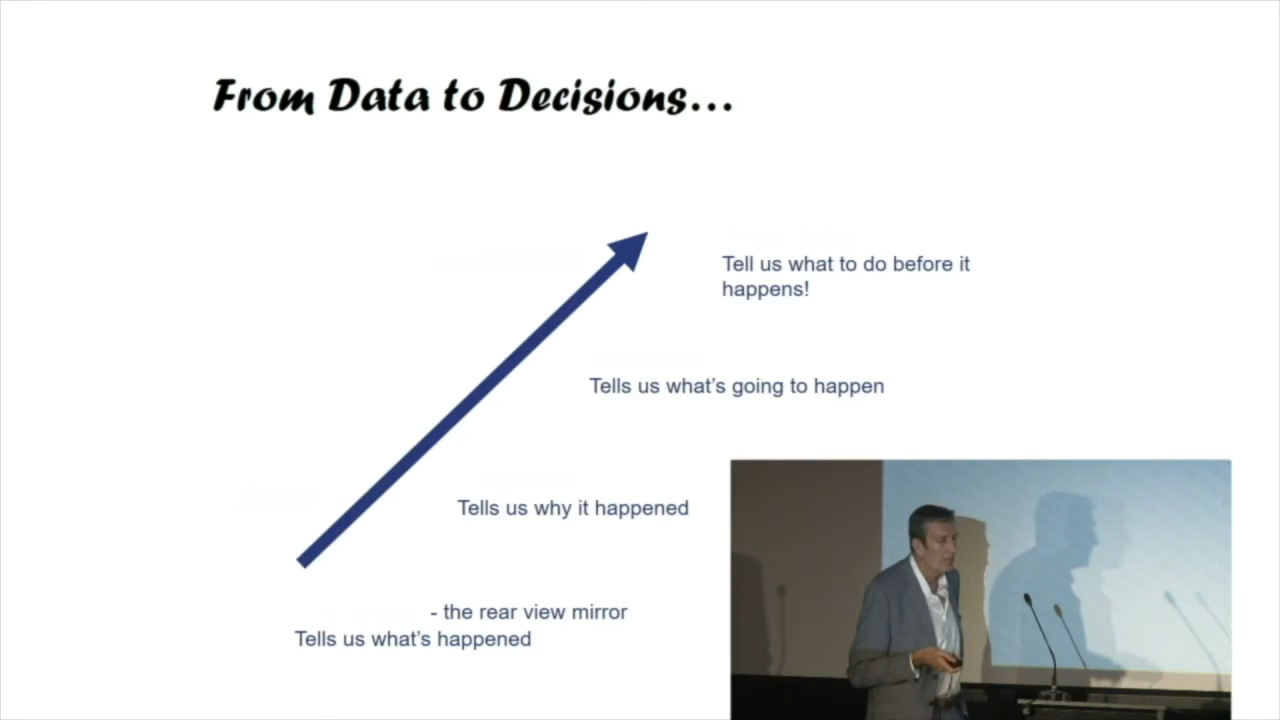 From Data to Decisions...
Tell us what to do before it
happens!
Tells us what's going to happen
Tells us why it happened
- the rear view mirror
Tells us what's happened